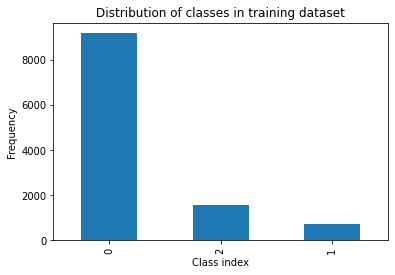 Distribution of classes in training dataset
8000
6000
4000
2000
0
Frequency
0
2
1
Class index